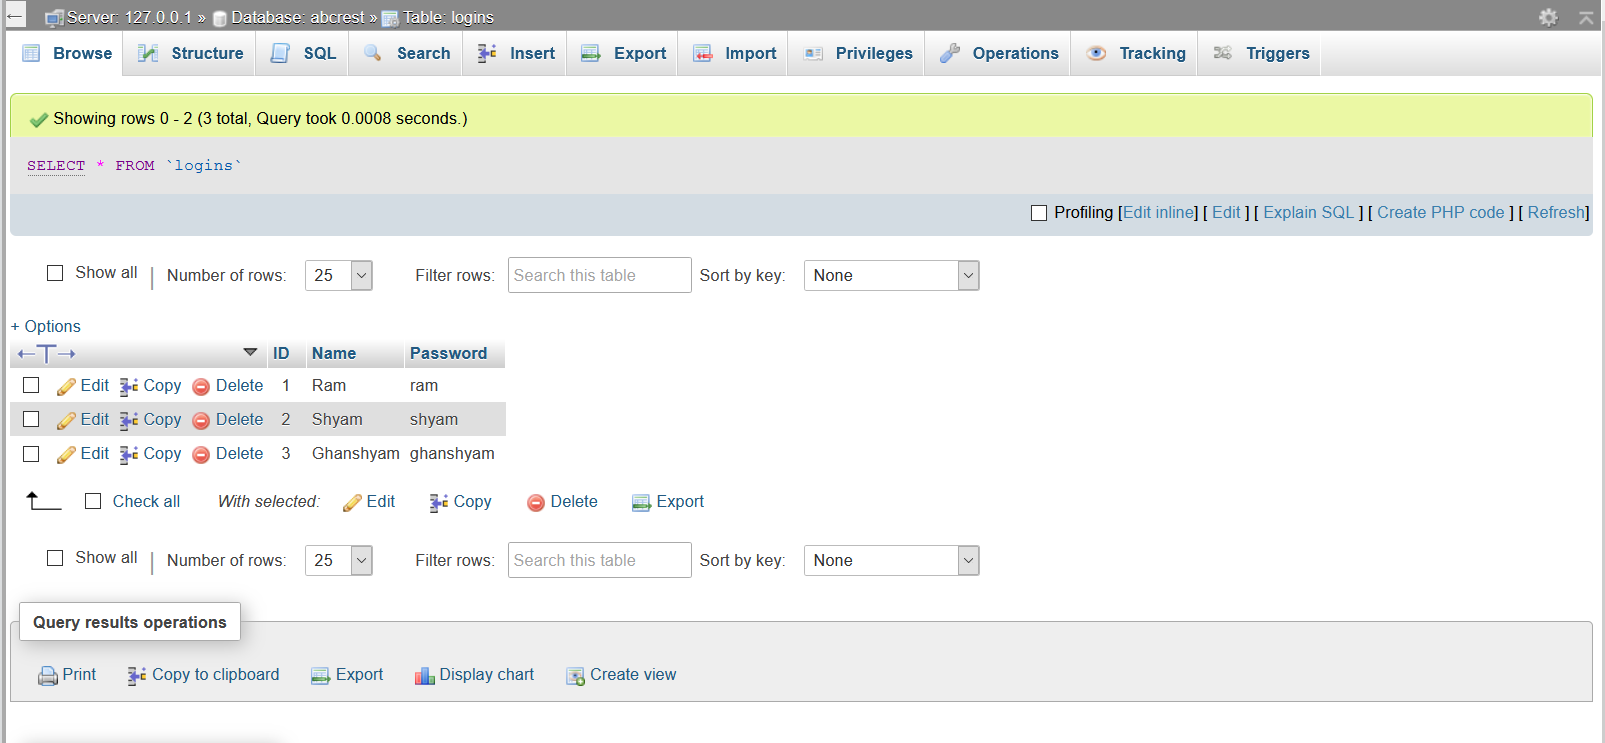 Server: 127.0.0.1 » Database: abcrest » Table: logins
Browse Structure SQL Search Insert Export Import Privileges Operations Tracking Triggers
Showing rows 0 - 2 (3 total, Query took 0.0008 seconds.)
SELECT * FROM `logins`
Profiling [Edit inline] [ Edit ] [ Explain SQL ] [ Create PHP code ] [ Refresh]
Show all | Number of rows: 25 Filter rows: Search this table Sort by key: None
+ Options
←T→ ID Name Password
Edit Copy Delete 1 Ram ram
Edit Copy Delete 2 Shyam shyam
Edit Copy Delete 3 Ghanshyam ghanshyam
Check all With selected: Edit Copy Delete Export
Show all | Number of rows: 25 Filter rows: Search this table Sort by key: None
Query results operations
Print Copy to clipboard Export Display chart Create view